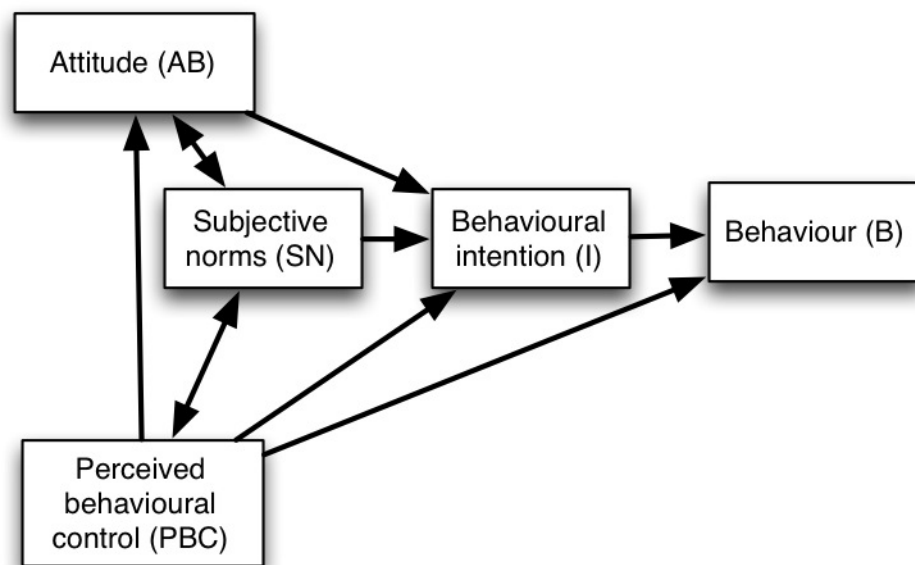 Attitude (AB)
Subjective
norms (SN)
Behavioural
intention (I)
Behaviour (B)
Perceived
behavioural
control (PBC)